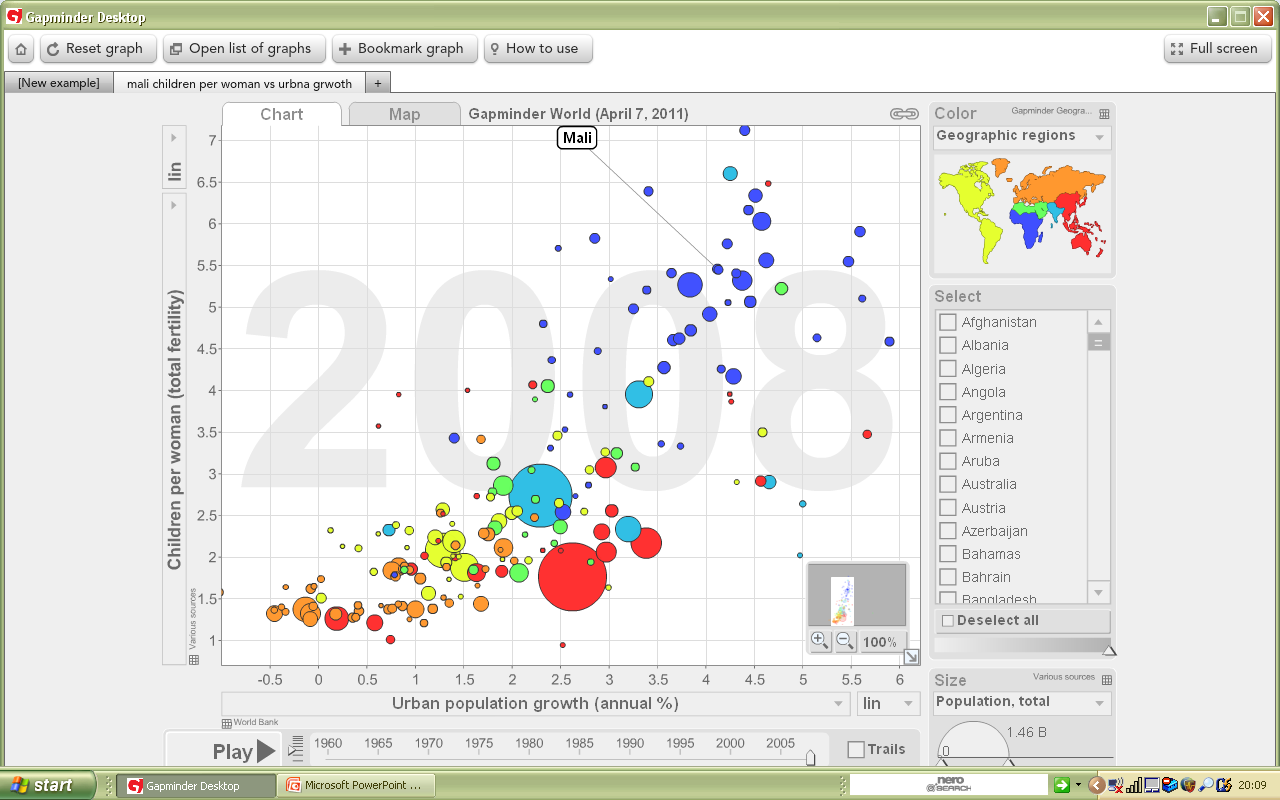 Gapminder Desktop
Reset graph
Open list of graphs
Bookmark graph
How to use
Full screen
[New example]
mali children per woman vs urbna grwoth
+
Chart
Map
Gapminder World (April 7, 2011)
lin
Children per woman (total fertility)
Various sources
7
6.5
6
5.5
5
4.5
4
3.5
3
2.5
2
1.5
1
2008
Mali
100%
-0.5 0 0.5 1 1.5 2 2.5 3 3.5 4 4.5 5 5.5 6
Urban population growth (annual %)
lin
World Bank
Play
1960 1965 1970 1975 1980 1985 1990 1995 2000 2005
Trails
Color
Gapminder Geogra...
Geographic regions
Select
Afghanistan
Albania
Algeria
Angola
Argentina
Armenia
Aruba
Australia
Austria
Azerbaijan
Bahamas
Bahrain
Bangladesh
Deselect all
Size
Various sources
Population, total
1.46 B
0
start
Gapminder Desktop
Microsoft PowerPoint ...
nero
@SEARCH
20:09